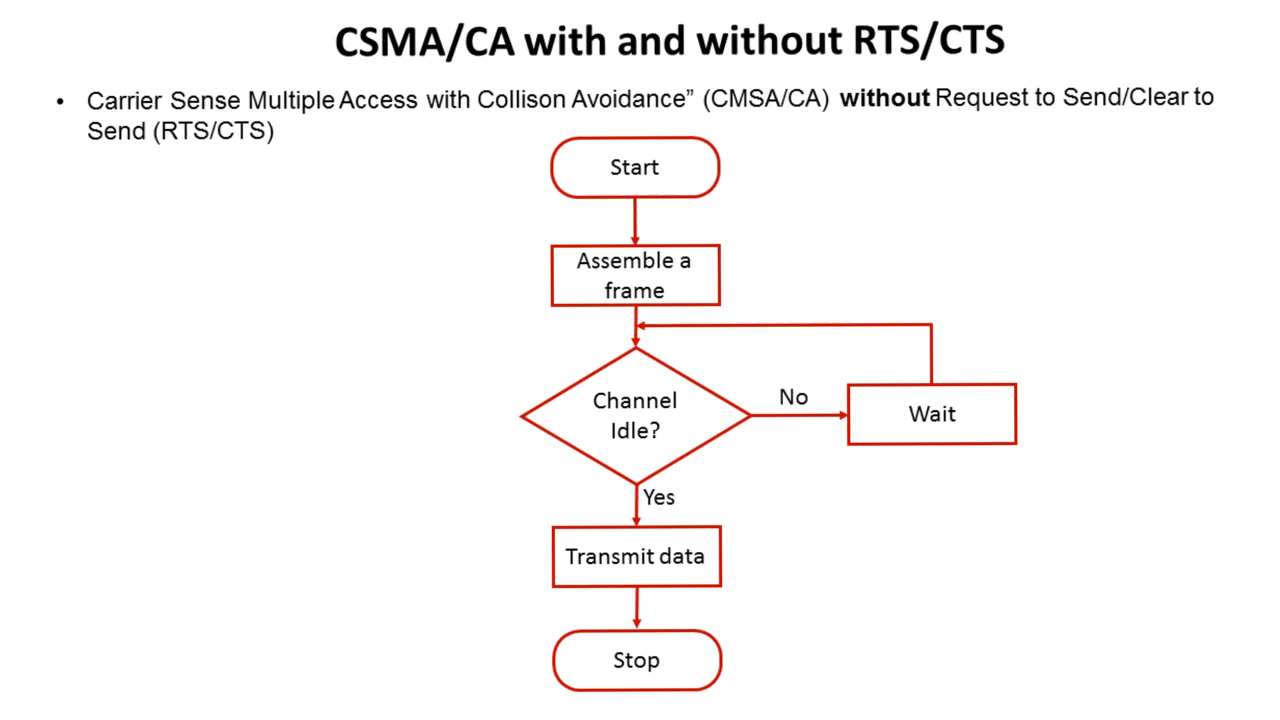 CSMA/CA with and without RTS/CTS
• Carrier Sense Multiple Access with Collison Avoidance” (CMSA/CA) without Request to Send/Clear to
Send (RTS/CTS)
Start
Assemble a
frame
Channel
Idle?
No
Wait
Yes
Transmit data
Stop